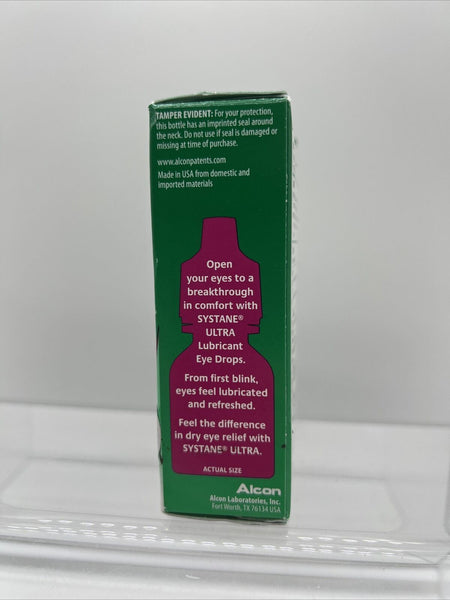 TAMPER EVIDENT: For your protection,
this bottle has an imprinted seal around
the neck. Do not use if seal is damaged or
missing at time of purchase.
www.alconpatents.com
Made in USA from domestic and
imported materials
Open
your eyes to a
breakthrough
in comfort with
SYSTANE®
ULTRA
Lubricant
Eye Drops.
From first blink,
eyes feel lubricated
and refreshed.
Feel the difference
in dry eye relief with
SYSTANE® ULTRA.
ACTUAL SIZE
Alcon
Alcon Laboratories, Inc.
Fort Worth, TX 76134 USA